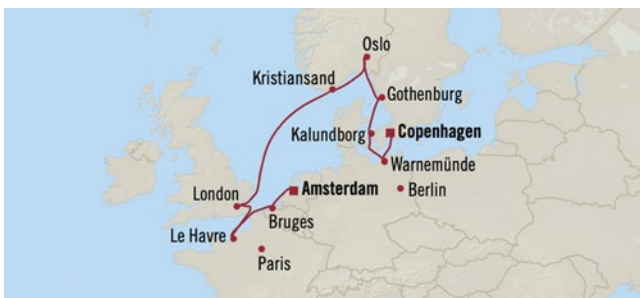 Oslo
Kristiansand
Gothenburg
Kalundborg
Copenhagen
Warnemünde
Amsterdam
Berlin
London
Bruges
Le Havre
Paris